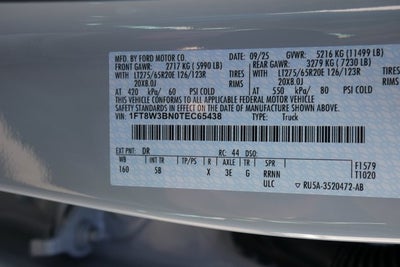 MFD. BY FORD MOTOR CO. 09/25 GVWR: 5216 KG (11499 LB)
FRONT GAWR: 2717 KG (5990 LB) REAR GAWR: 3279 KG (7230 LB)
LT275/65R20E 126/123R TIRES LT275/65R20E 126/123R TIRES
20X8.0J RIMS 20X8.0J RIMS
AT 420 kPa/ 60 PSI COLD AT 550 kPa/ 80 PSI COLD
THIS VEHICLE CONFORMS TO ALL APPLICABLE FEDERAL MOTOR VEHICLE
SAFETY STANDARDS IN EFFECT ON THE DATE OF MANUFACTURE SHOWN ABOVE.
VIN: 1FT8W3BN0TEC65438 TYPE: Truck
EXT PNT: DR RC: 44 DSO:
WB INT TR TP/PS R AXLE TR SPR F1579
160 5B X 3E G RRNN T1020
ULC ▽ RU5A-3520472-AB